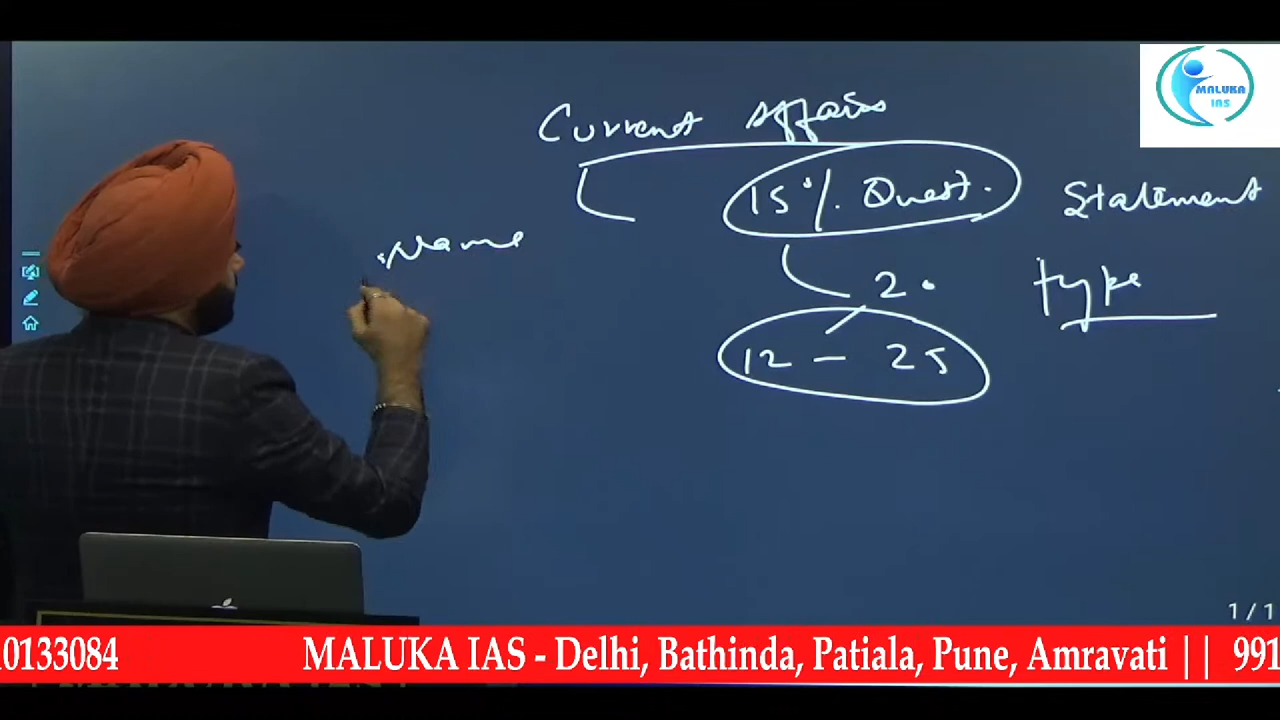 MALUKA
IAS
Current Affairs
15% Quest.
Statement
Name
20
type
12 - 25
1 / 1
0133084 MALUKA IAS - Delhi, Bathinda, Patiala, Pune, Amravati || 991